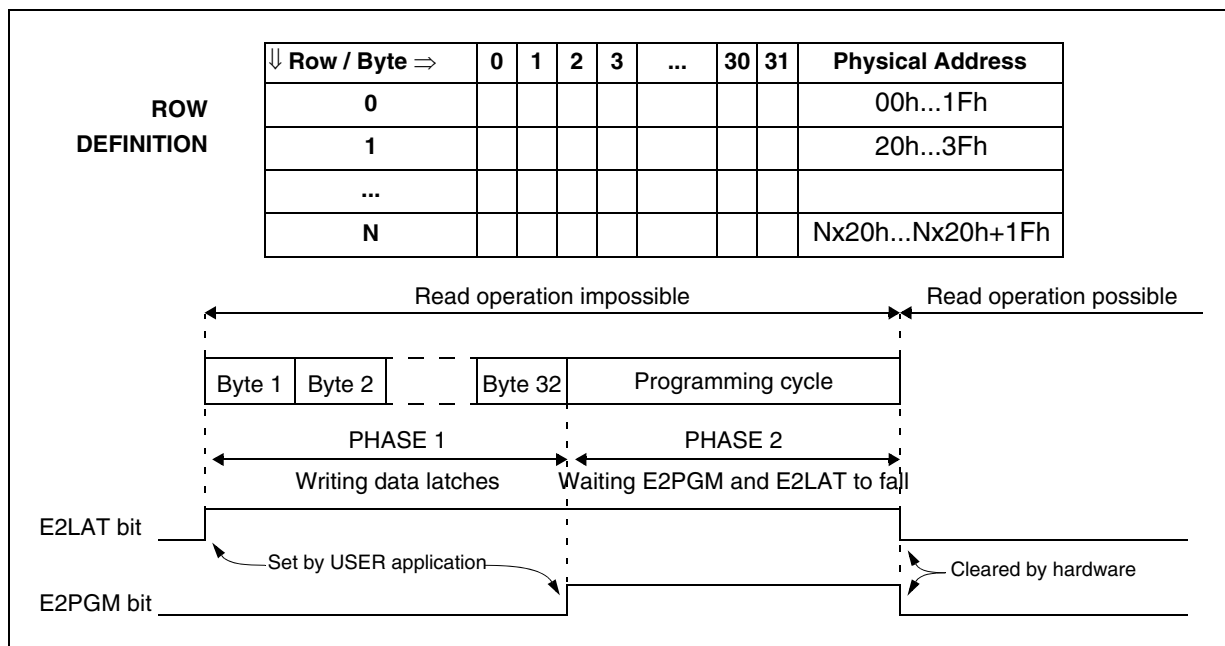 ⇓ Row / Byte ⇒ 0 1 2 3 ... 30 31 Physical Address
ROW DEFINITION
0 00h...1Fh
1 20h...3Fh
...
N Nx20h...Nx20h+1Fh
Read operation impossible Read operation possible
Byte 1 Byte 2 Byte 32 Programming cycle
PHASE 1 PHASE 2
Writing data latches Waiting E2PGM and E2LAT to fall
E2LAT bit
Set by USER application Cleared by hardware
E2PGM bit